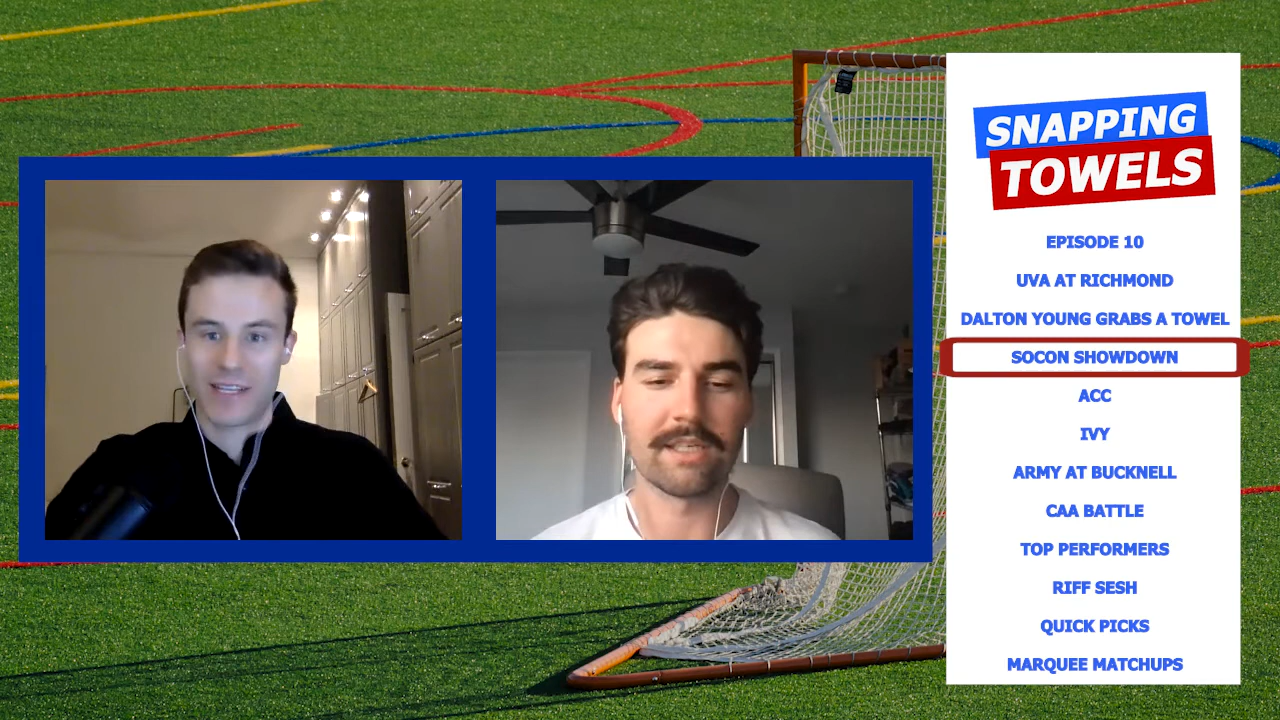 SNAPPING
TOWELS
EPISODE 10
UVA AT RICHMOND
DALTON YOUNG GRABS A TOWEL
SOCON SHOWDOWN
ACC
IVY
ARMY AT BUCKNELL
CAA BATTLE
TOP PERFORMERS
RIFF SESH
QUICK PICKS
MARQUEE MATCHUPS